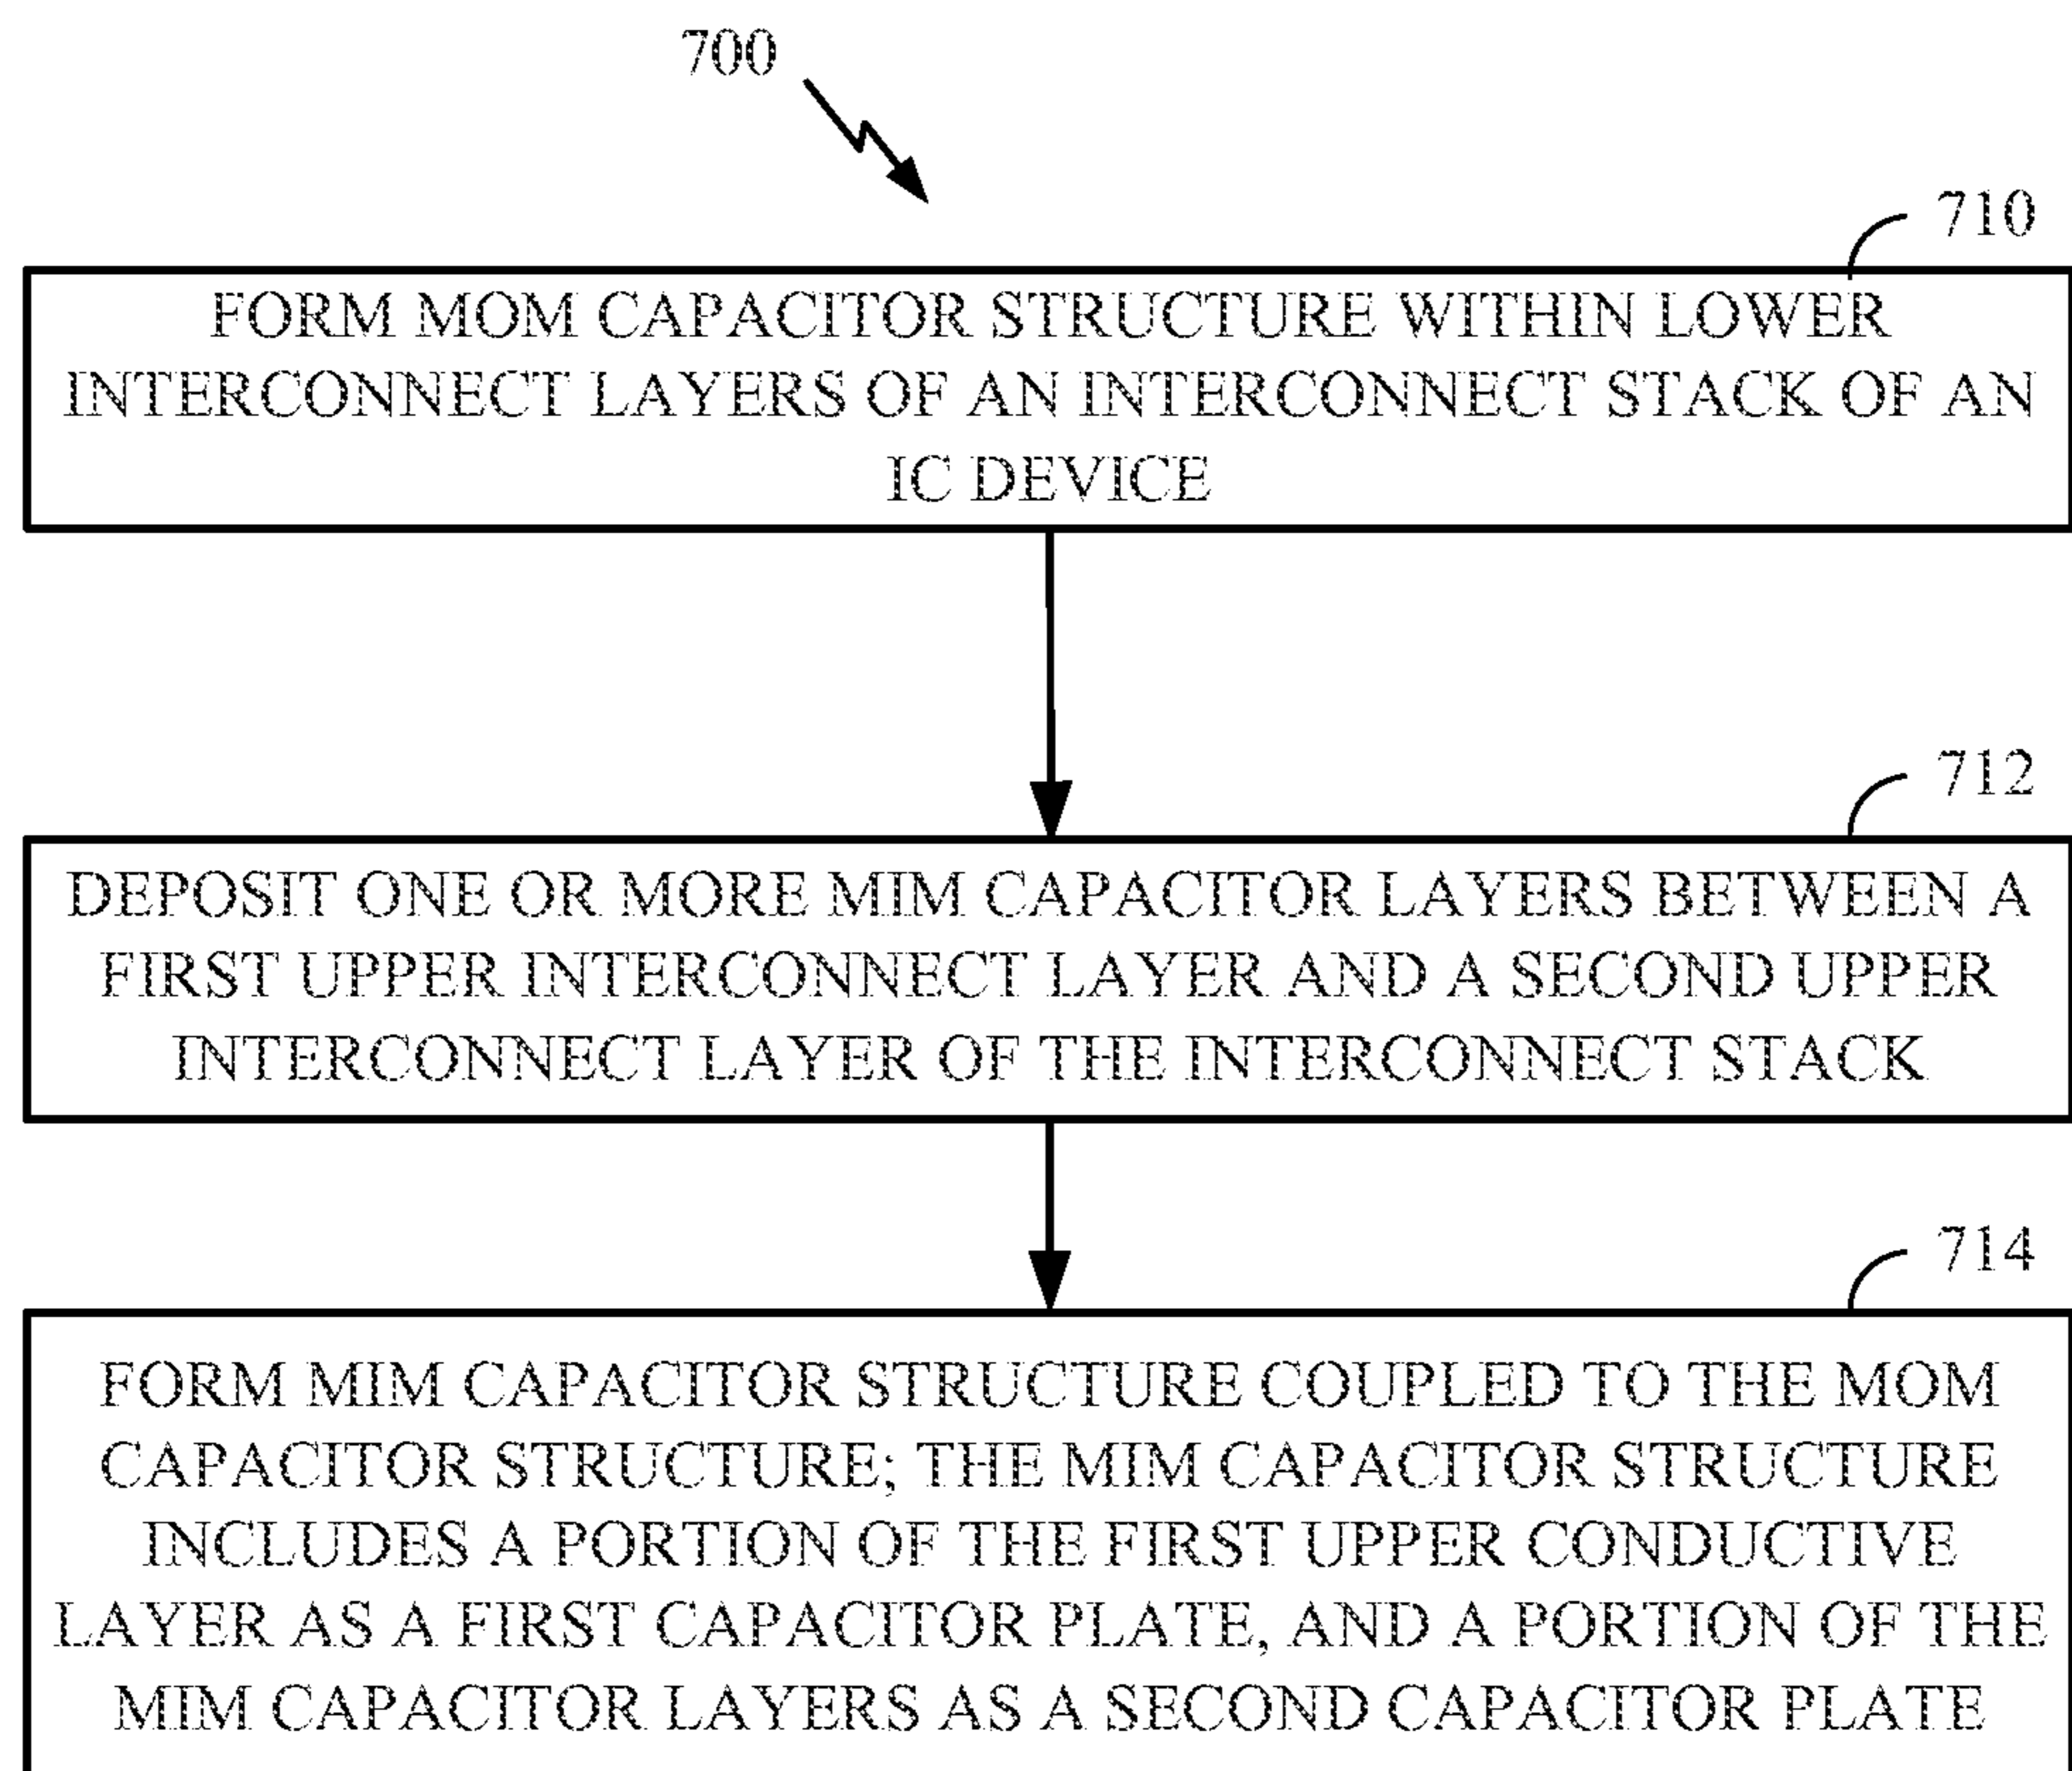 700
710
FORM MOM CAPACITOR STRUCTURE WITHIN LOWER
INTERCONNECT LAYERS OF AN INTERCONNECT STACK OF AN
IC DEVICE
712
DEPOSIT ONE OR MORE MIM CAPACITOR LAYERS BETWEEN A
FIRST UPPER INTERCONNECT LAYER AND A SECOND UPPER
INTERCONNECT LAYER OF THE INTERCONNECT STACK
714
FORM MIM CAPACITOR STRUCTURE COUPLED TO THE MOM
CAPACITOR STRUCTURE; THE MIM CAPACITOR STRUCTURE
INCLUDES A PORTION OF THE FIRST UPPER CONDUCTIVE
LAYER AS A FIRST CAPACITOR PLATE, AND A PORTION OF THE
MIM CAPACITOR LAYERS AS A SECOND CAPACITOR PLATE